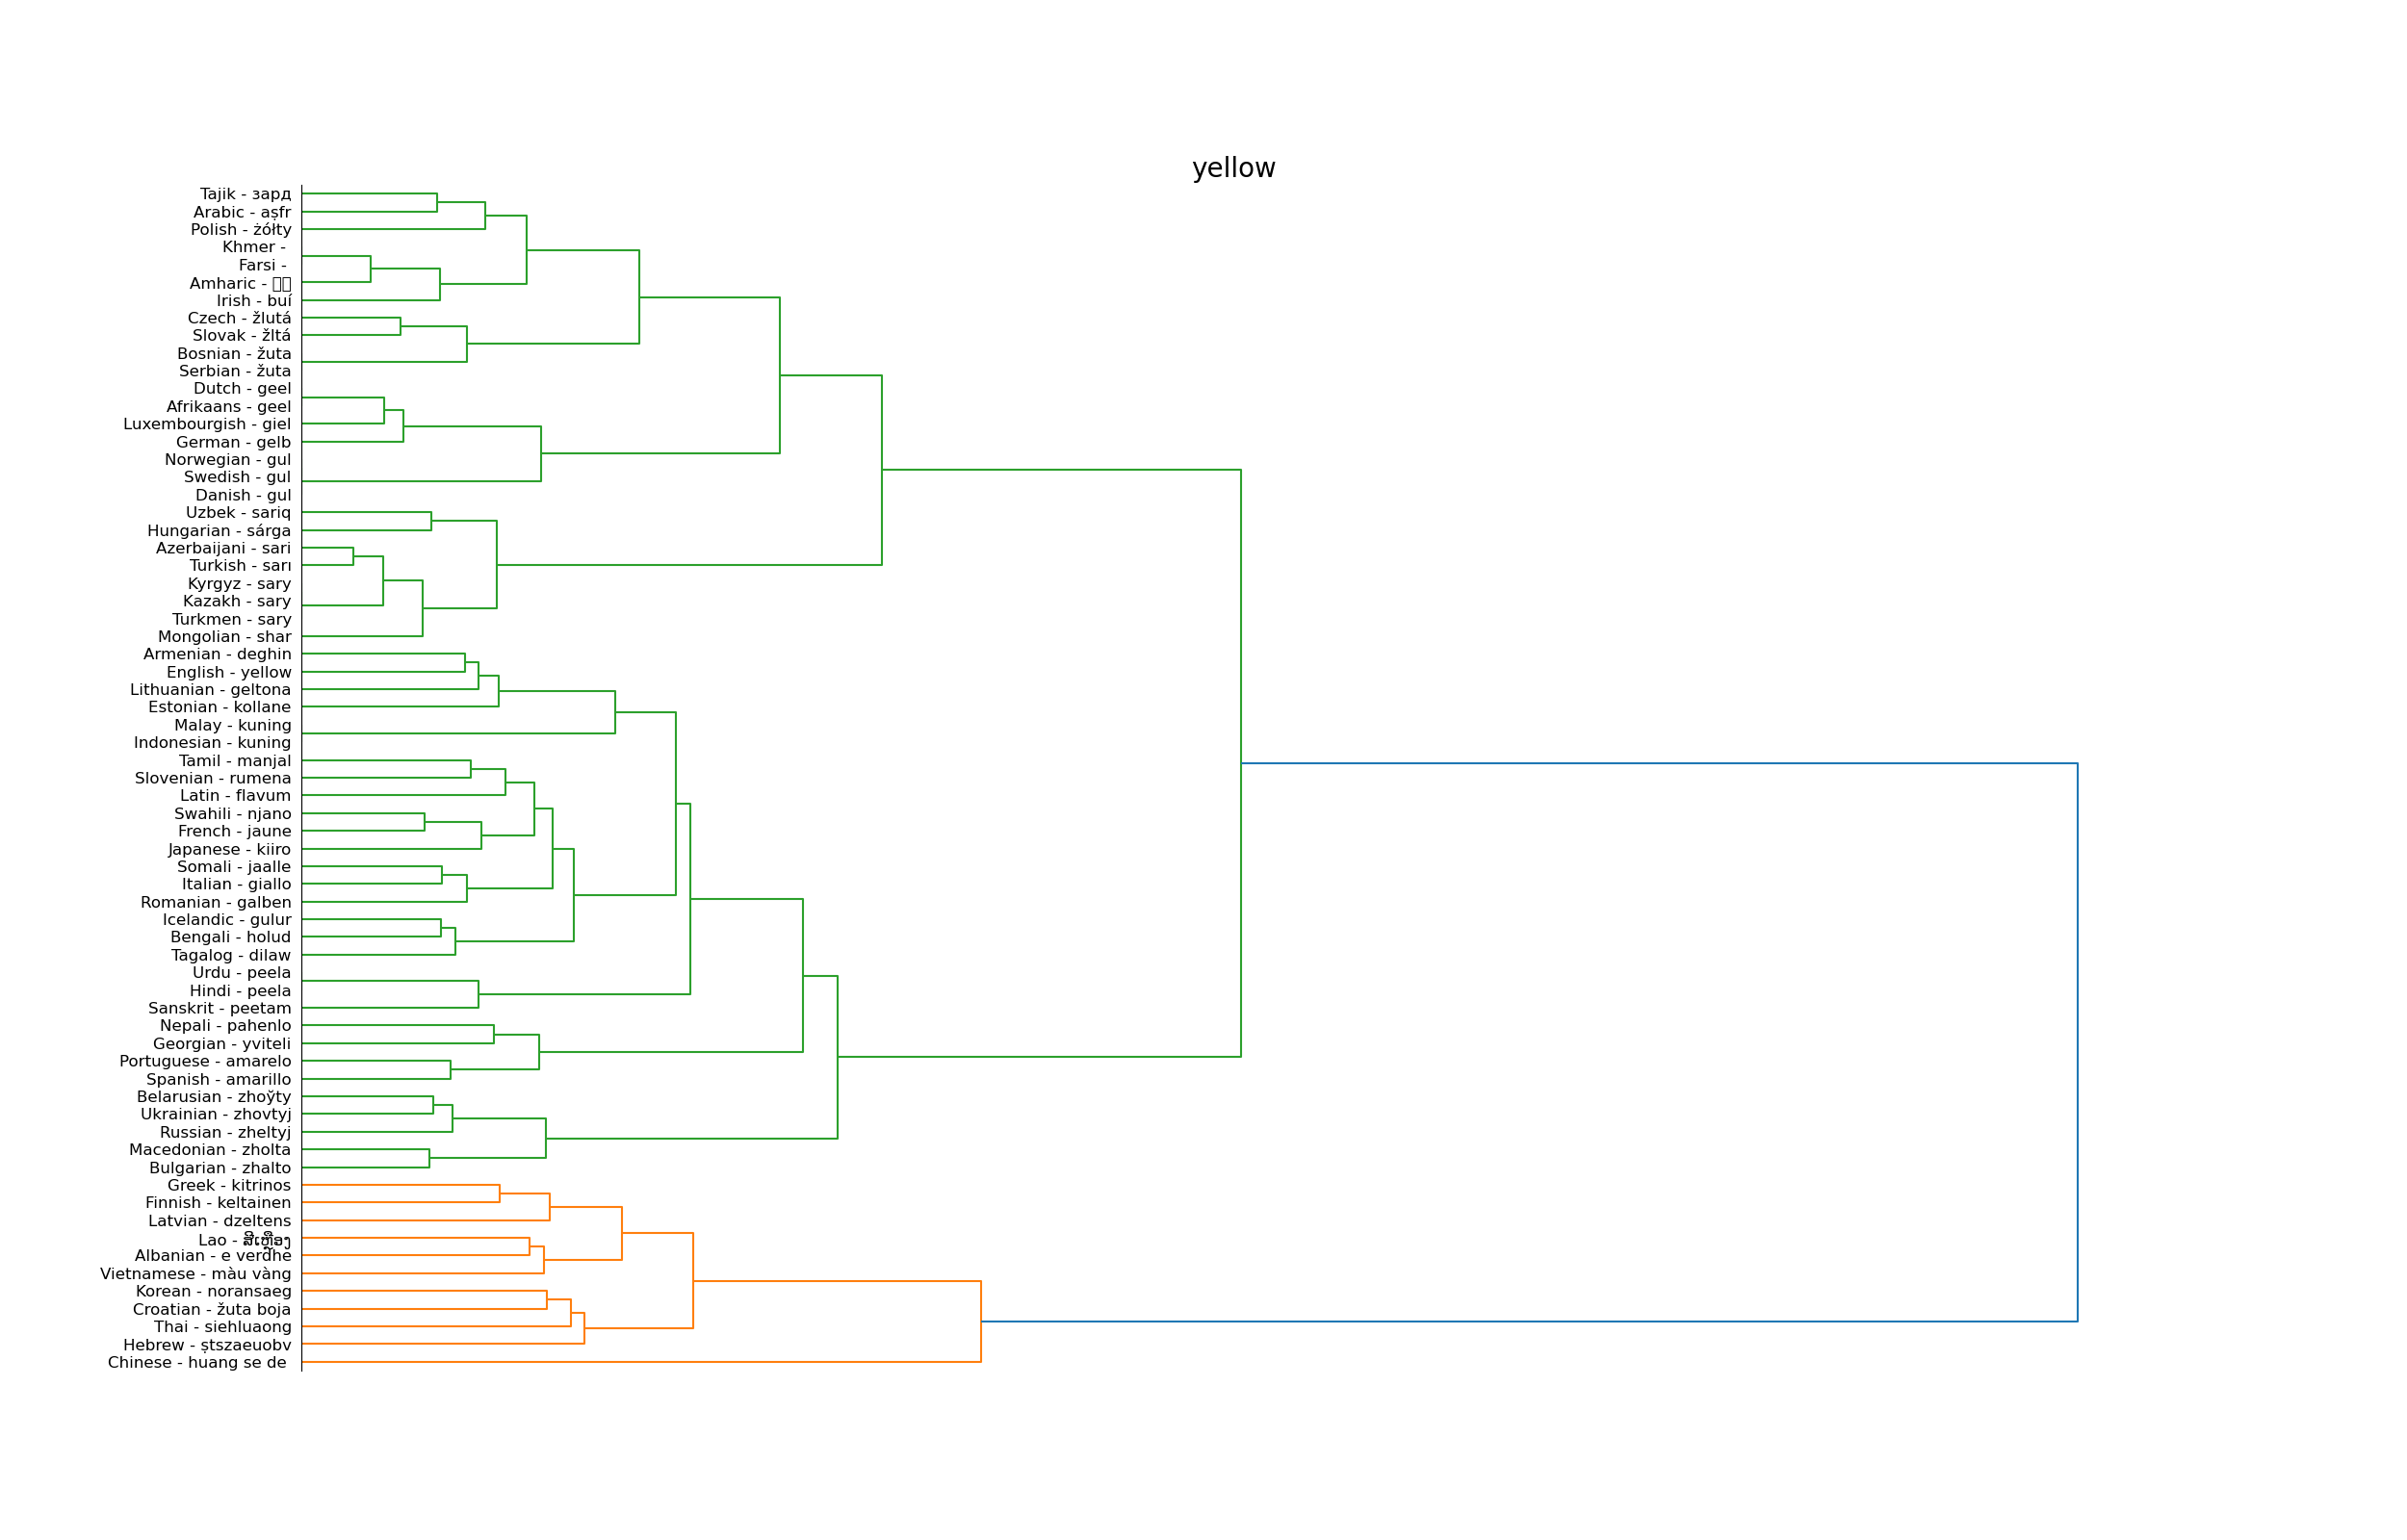 yellow
Tajik - зард
Arabic - aṣfr
Polish - żółty
Khmer -
Farsi -
Amharic -
Irish - buí
Czech - žlutá
Slovak - žltá
Bosnian - žuta
Serbian - žuta
Dutch - geel
Afrikaans - geel
Luxembourgish - giel
German - gelb
Norwegian - gul
Swedish - gul
Danish - gul
Uzbek - sariq
Hungarian - sárga
Azerbaijani - sari
Turkish - sarı
Kyrgyz - sary
Kazakh - sary
Turkmen - sary
Mongolian - shar
Armenian - deghin
English - yellow
Lithuanian - geltona
Estonian - kollane
Malay - kuning
Indonesian - kuning
Tamil - manjal
Slovenian - rumena
Latin - flavum
Swahili - njano
French - jaune
Japanese - kiiro
Somali - jaalle
Italian - giallo
Romanian - galben
Icelandic - gulur
Bengali - holud
Tagalog - dilaw
Urdu - peela
Hindi - peela
Sanskrit - peetam
Nepali - pahenlo
Georgian - yviteli
Portuguese - amarelo
Spanish - amarillo
Belarusian - zhoўty
Ukrainian - zhovtyj
Russian - zheltyj
Macedonian - zholta
Bulgarian - zhalto
Greek - kitrinos
Finnish - keltainen
Latvian - dzeltens
Lao - ສີເຫຼືອງ
Albanian - e verdhe
Vietnamese - màu vàng
Korean - noransaeg
Croatian - žuta boja
Thai - siehluaong
Hebrew - ṣtszaeuobv
Chinese - huang se de